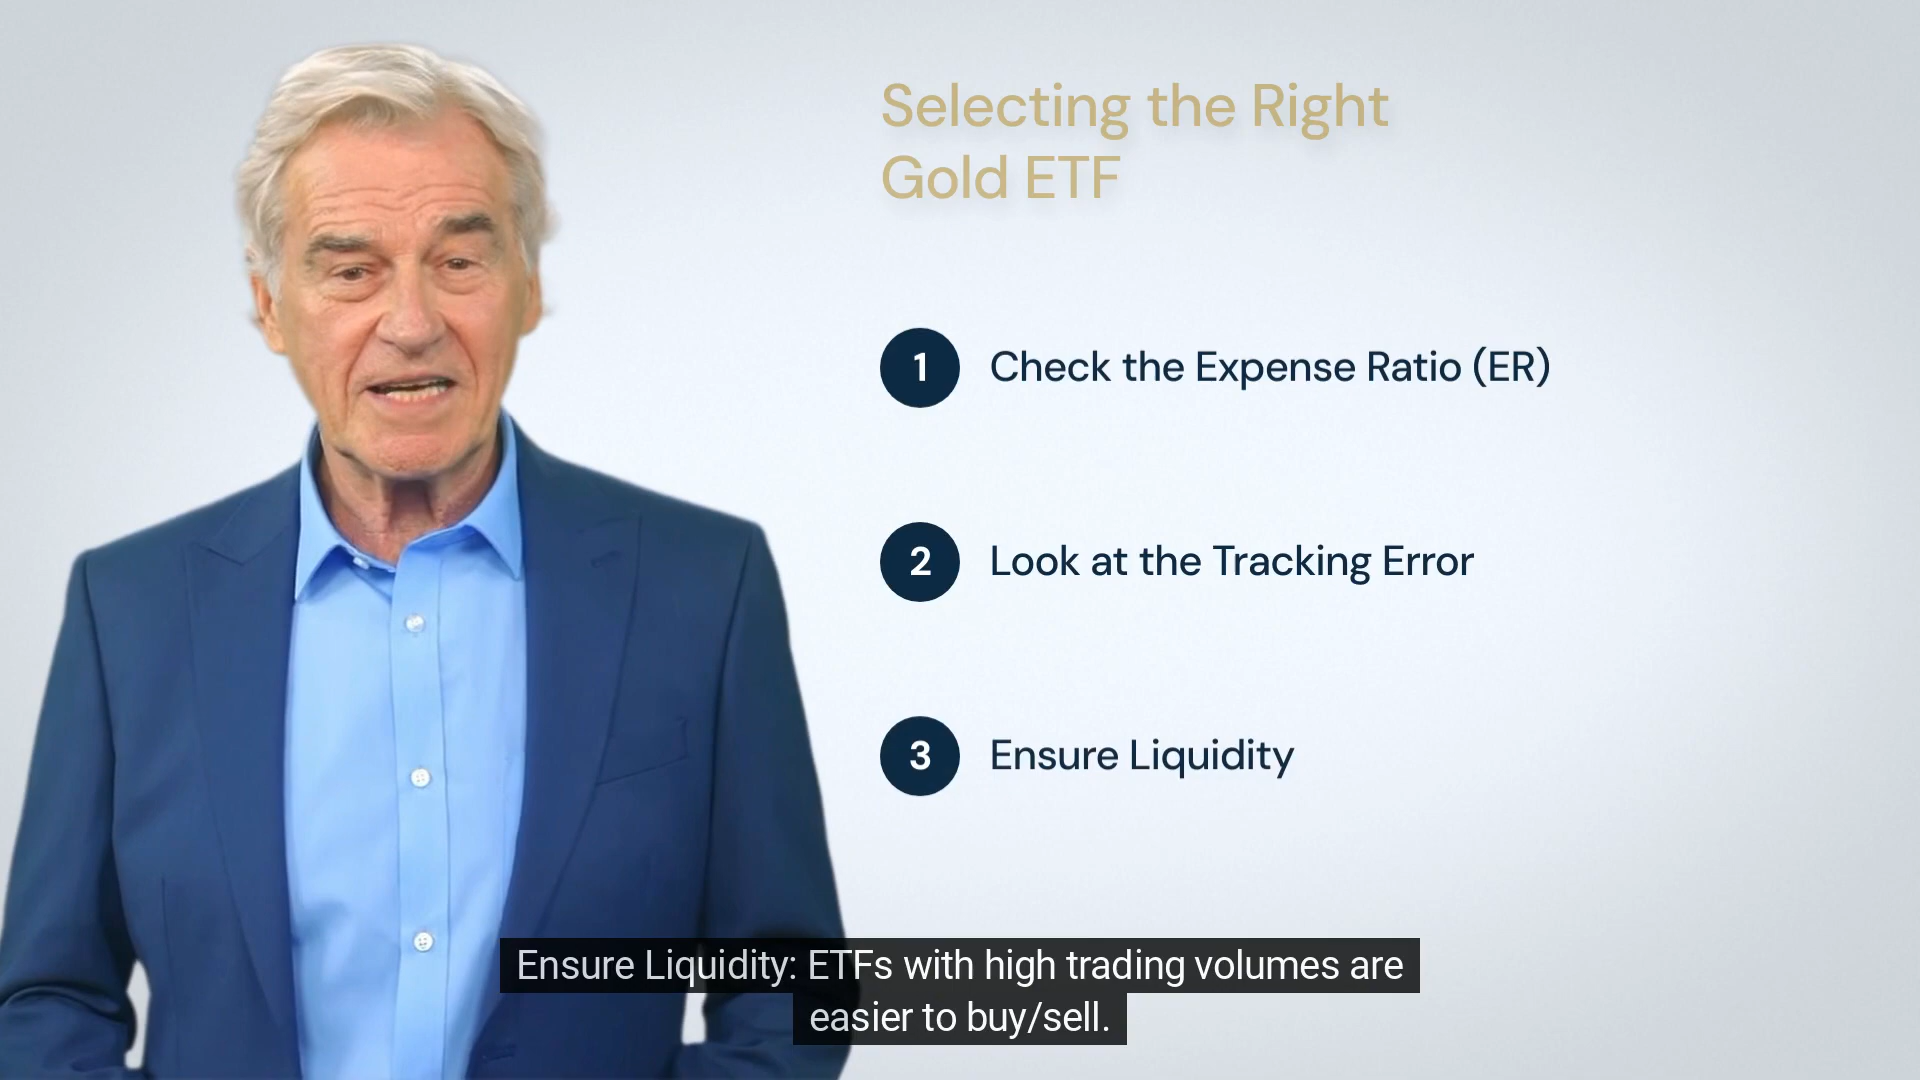 Selecting the Right
Gold ETF
1 Check the Expense Ratio (ER)
2 Look at the Tracking Error
3 Ensure Liquidity
Ensure Liquidity: ETFs with high trading volumes are
easier to buy/sell.